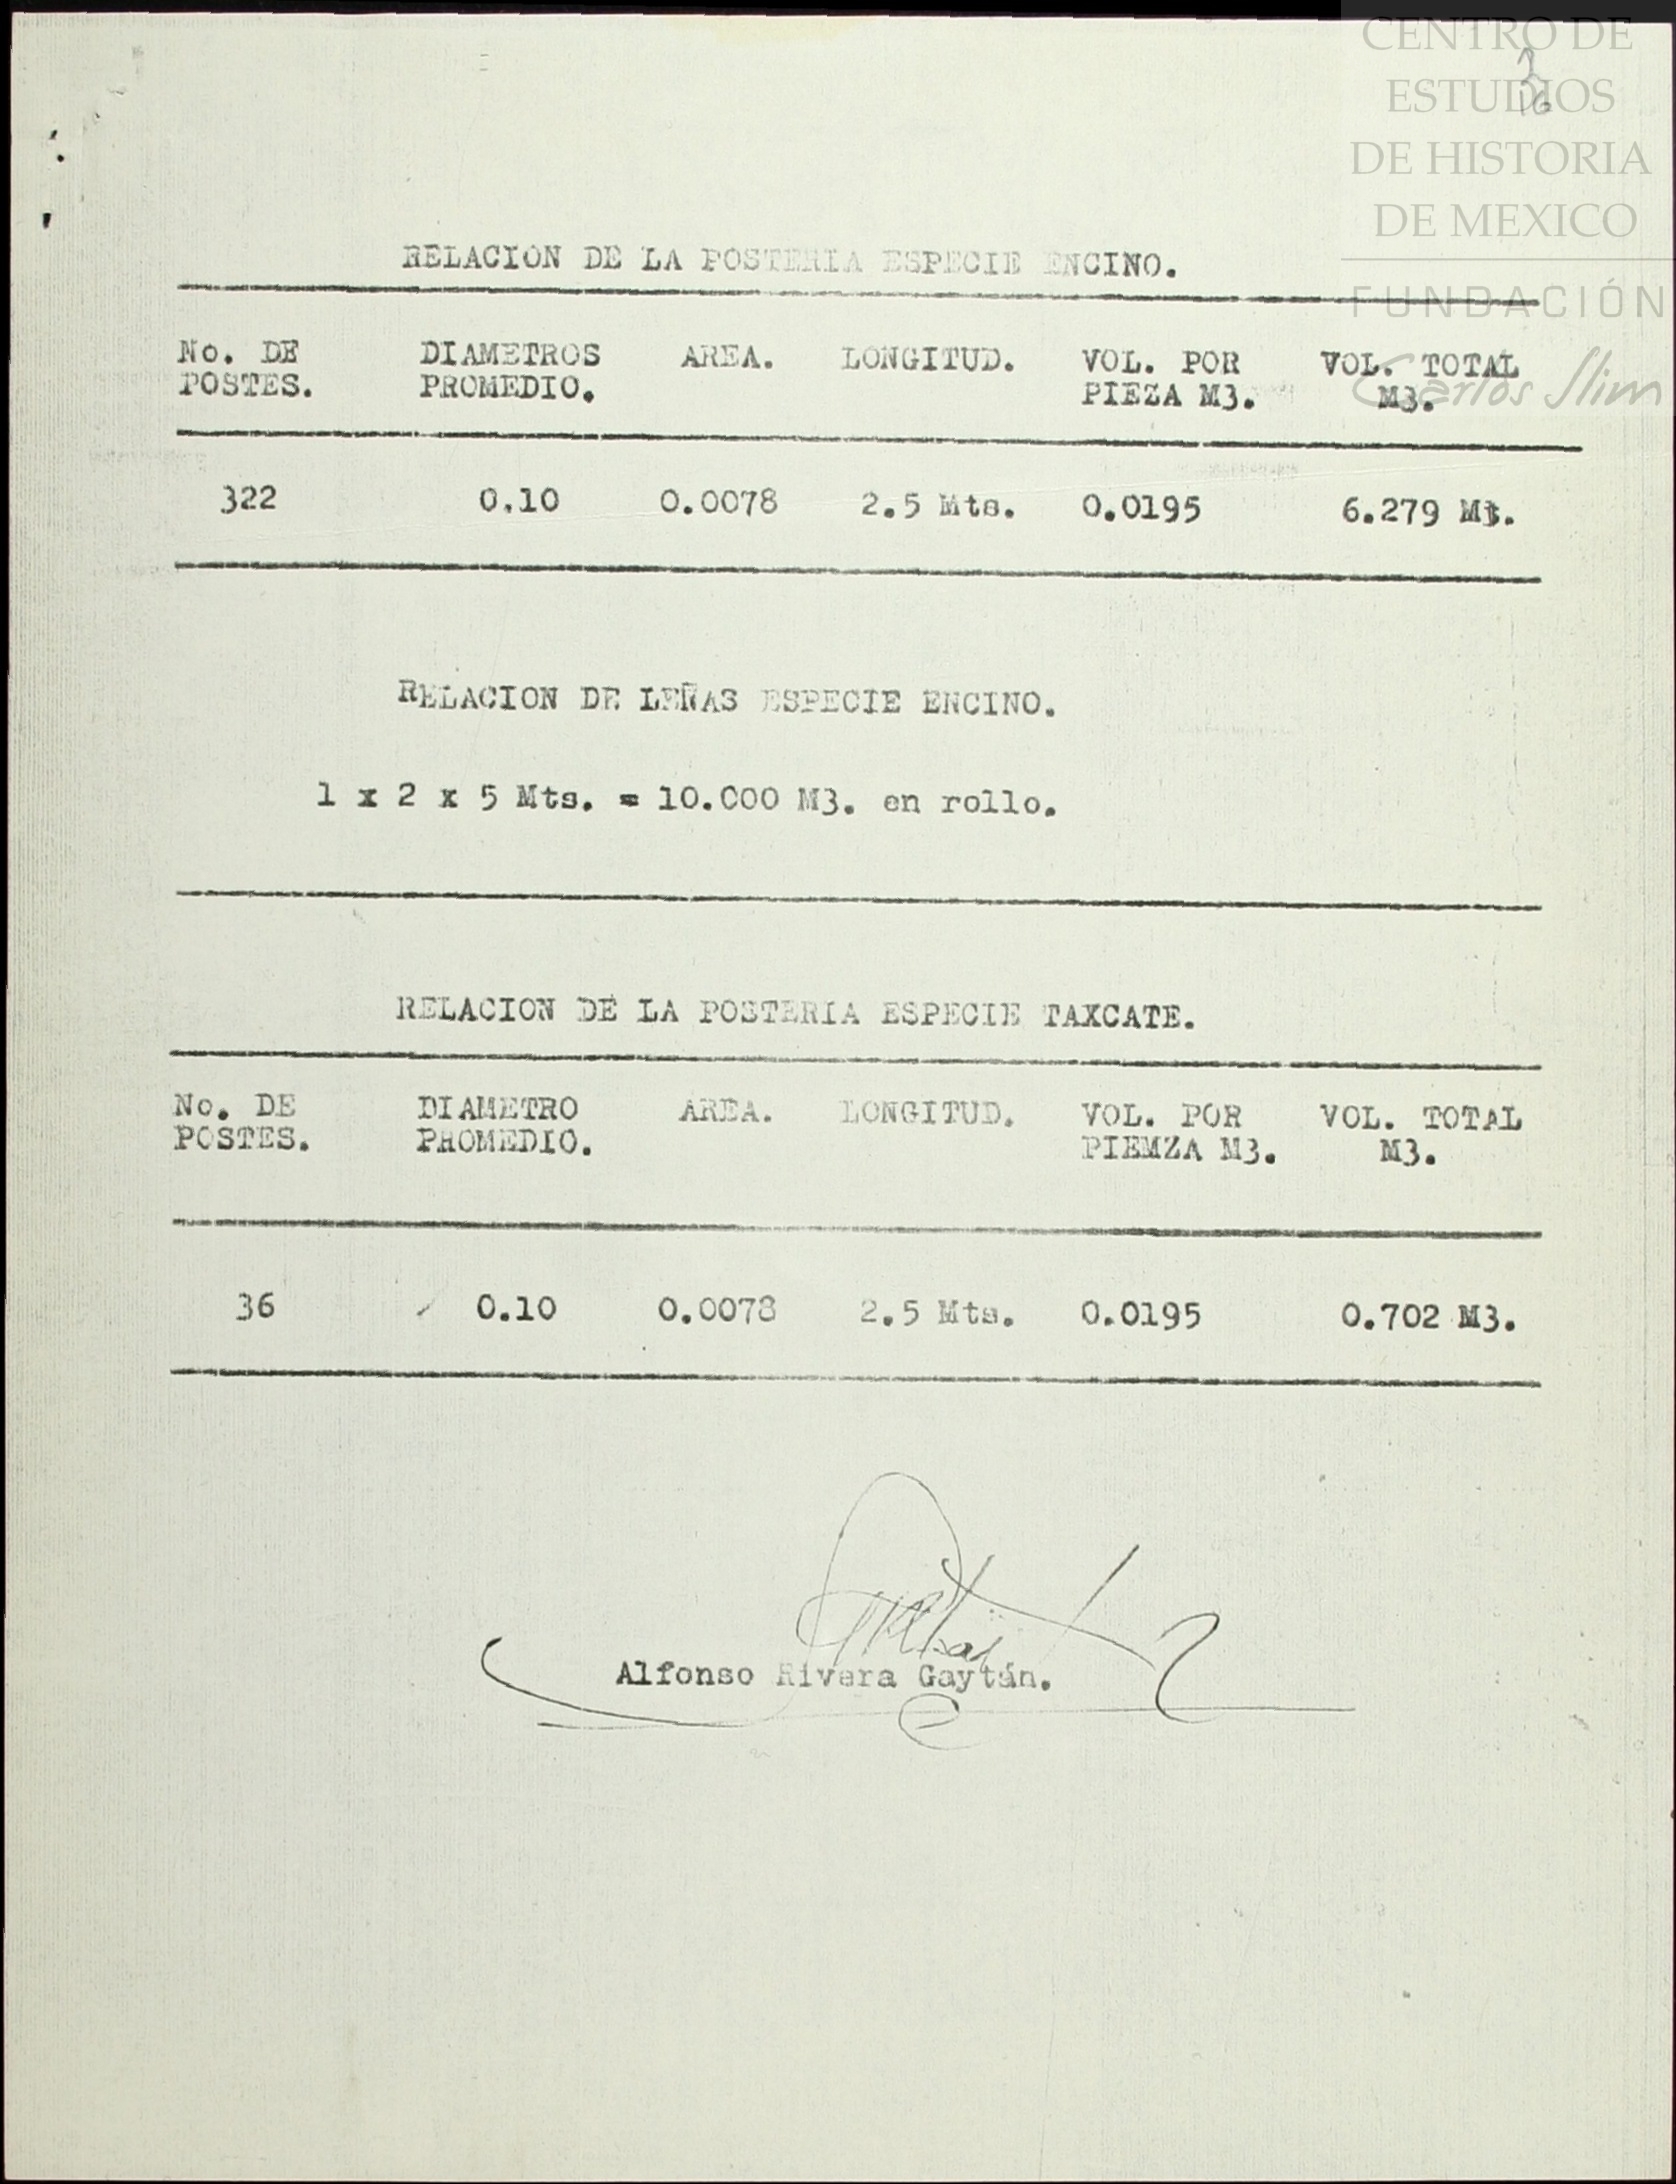 CENTRO DE
ESTUDIOS
DE HISTORIA
DE MEXICO
FUNDACIÓN
Carlos Slim
RELACION DE LA POSTERIA ESPECIE ENCINO.
No. DE DIAMETROS AREA. LONGITUD. VOL. POR VOL. TOTAL
POSTES. PROMEDIO. PIEZA M3. M3.
322 0.10 0.0078 2.5 Mts. 0.0195 6.279 M3.
RELACION DE LEÑAS ESPECIE ENCINO.
1 x 2 x 5 Mts. = 10.000 M3. en rollo.
RELACION DE LA POSTERIA ESPECIE TAXCATE.
No. DE DIAMETRO AREA. LONGITUD. VOL. POR VOL. TOTAL
POSTES. PROMEDIO. PIEMZA M3. M3.
36 0.10 0.0078 2.5 Mts. 0.0195 0.702 M3.
Alfonso Rivera Gaytán.